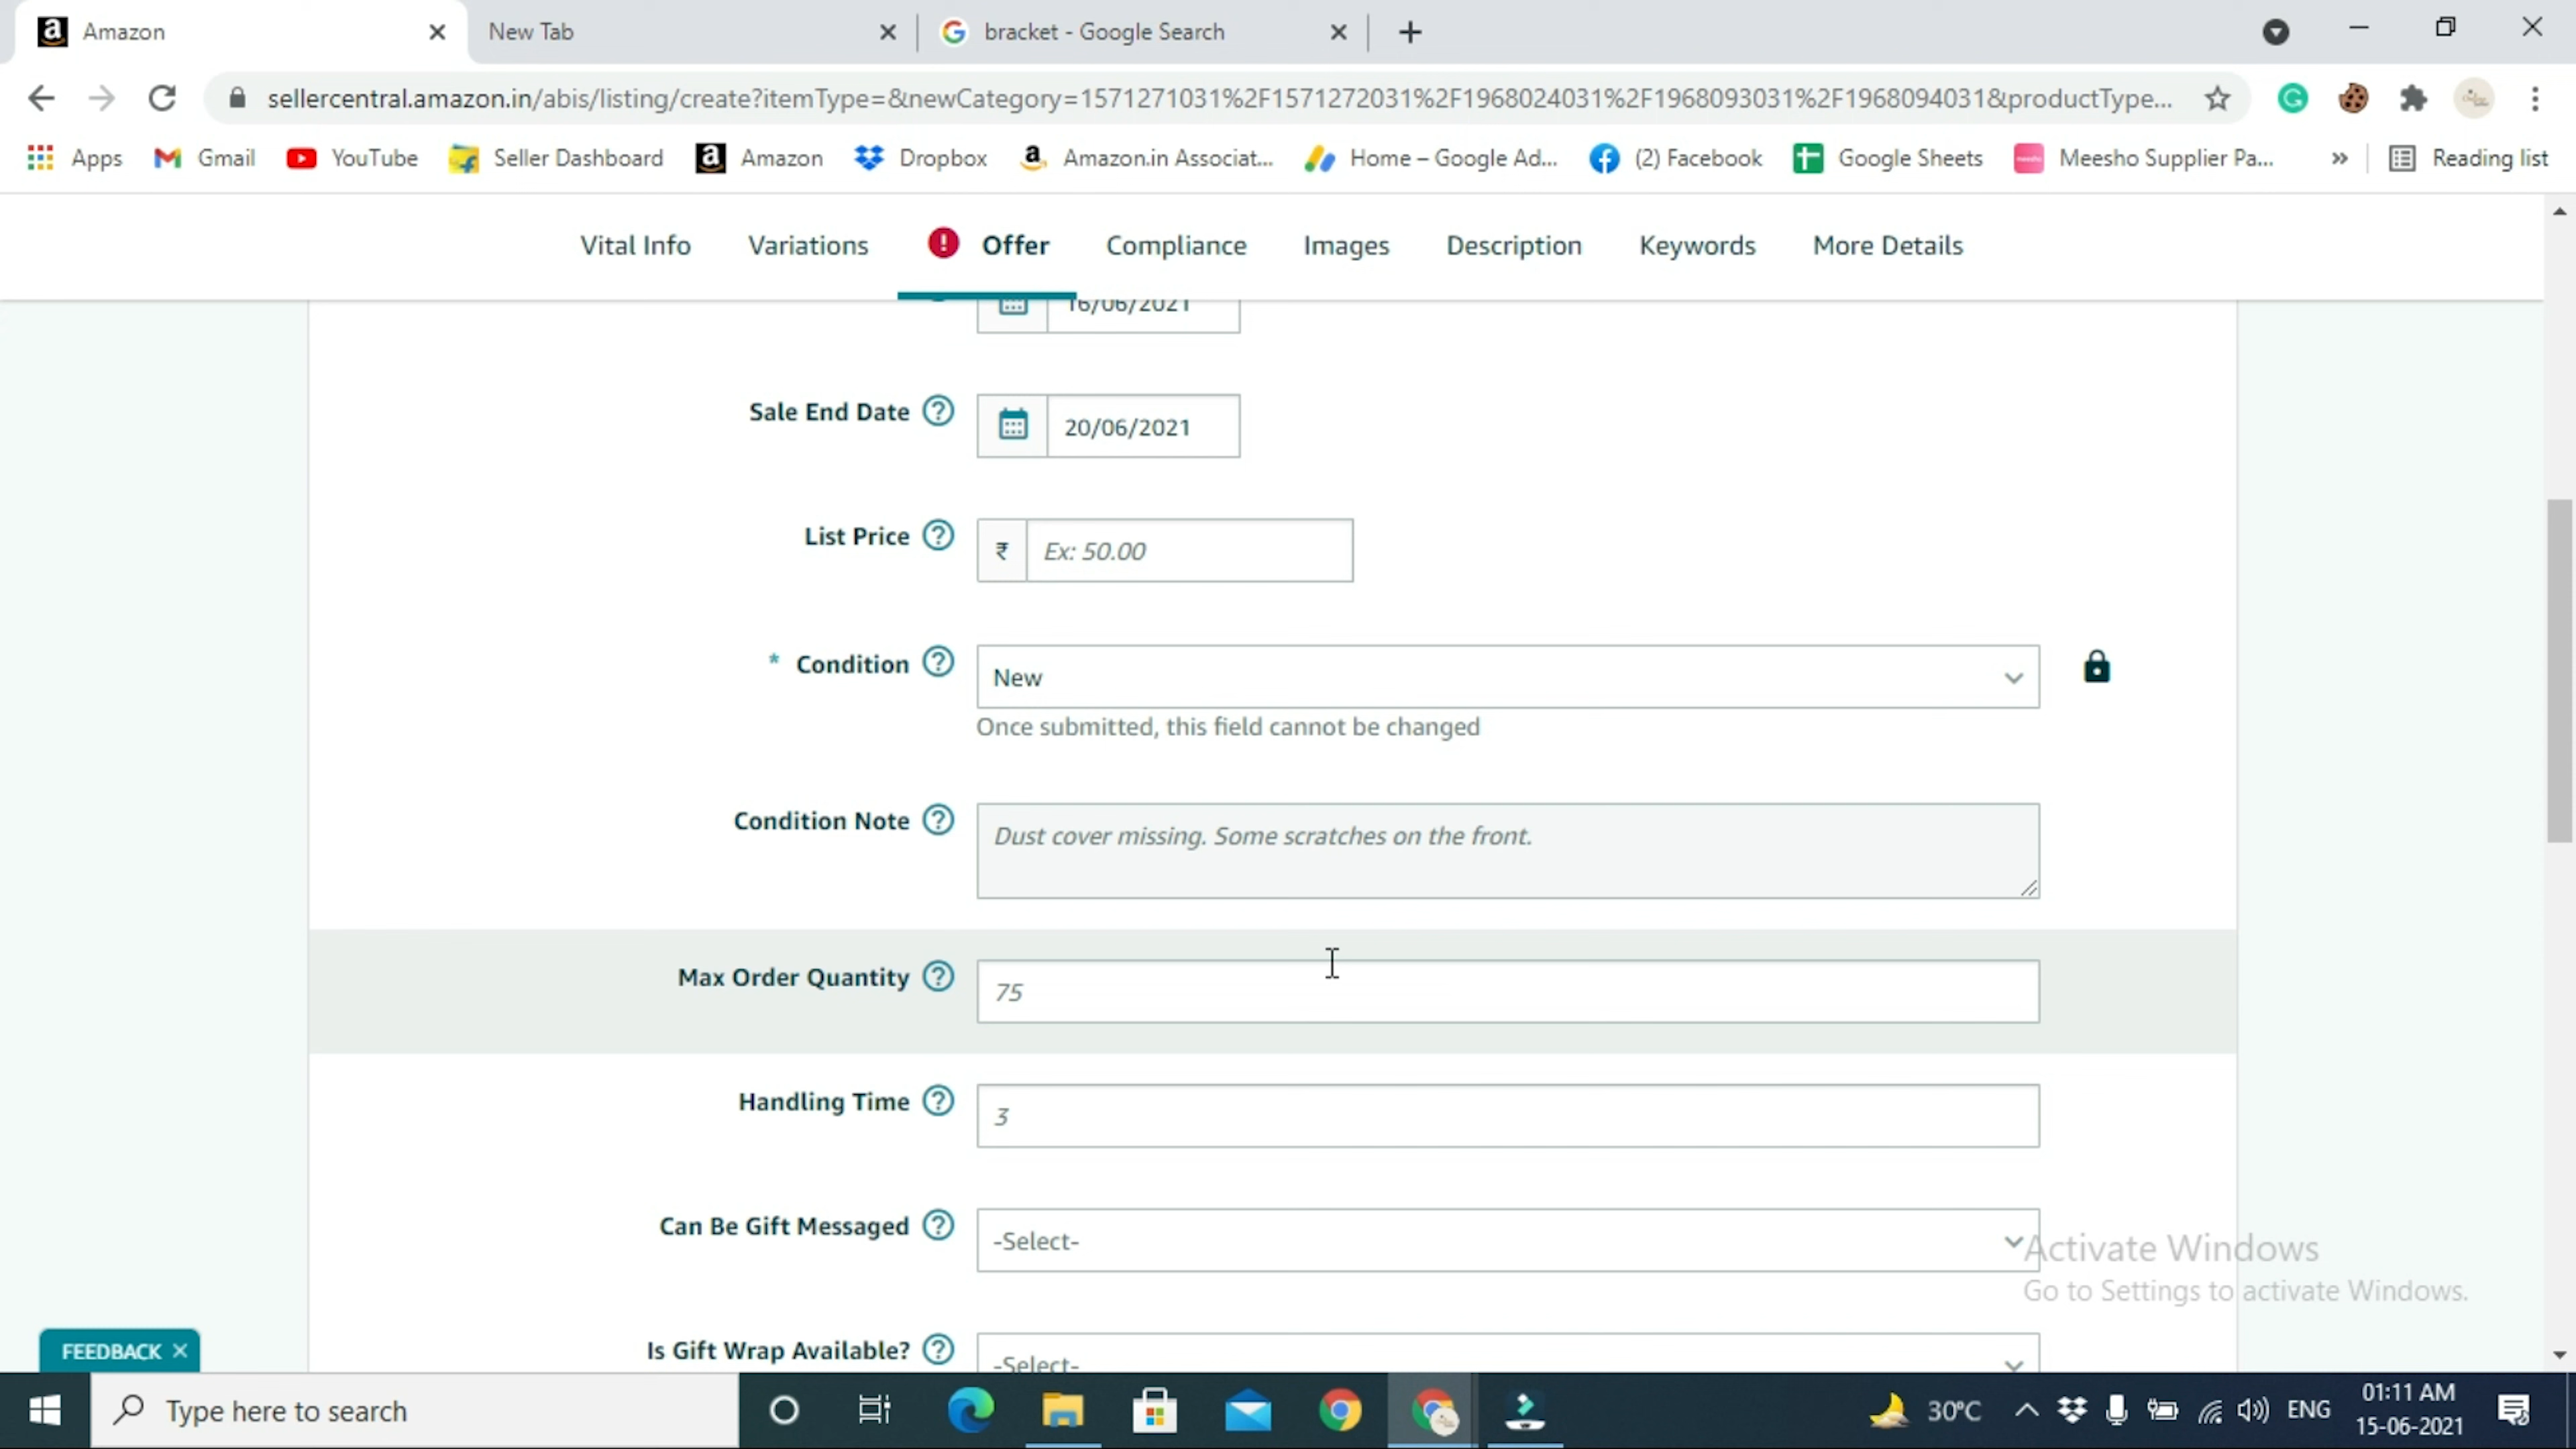 Amazon
New Tab
bracket - Google Search
sellercentral.amazon.in/abis/listing/create?itemType=&newCategory=1571271031%2F1571272031%2F1968024031%2F1968093031%2F1968094031&productType...
Apps Gmail YouTube Seller Dashboard Amazon Dropbox Amazon.in Associat... Home – Google Ad... (2) Facebook Google Sheets Meesho Supplier Pa... » Reading list
Vital Info Variations Offer Compliance Images Description Keywords More Details
16/06/2021
Sale End Date 20/06/2021
List Price ₹ Ex: 50.00
* Condition New
Once submitted, this field cannot be changed
Condition Note Dust cover missing. Some scratches on the front.
Max Order Quantity 75
Handling Time 3
Can Be Gift Messaged -Select-
Activate Windows
Go to Settings to activate Windows.
Is Gift Wrap Available? -Select-
FEEDBACK
Type here to search
30°C ENG 01:11 AM
15-06-2021